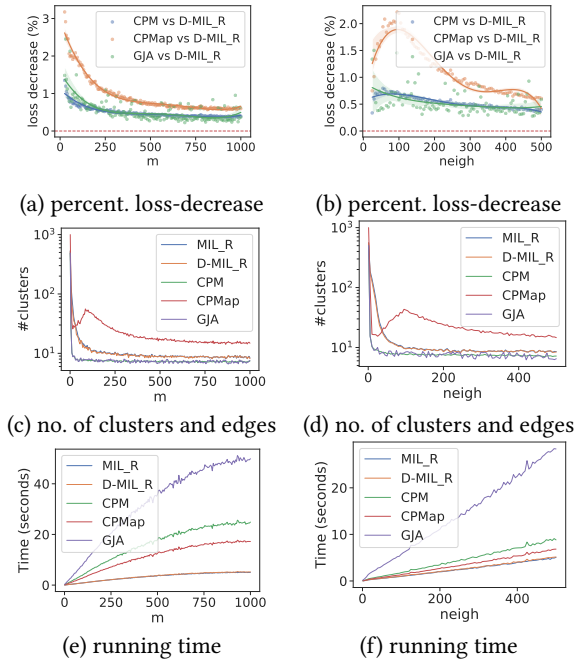 loss decrease (%)
3
2
1
0
CPM vs D-MIL_R
CPMap vs D-MIL_R
GJA vs D-MIL_R
0 250 500 750 1000
m
(a) percent. loss-decrease
loss decrease (%)
2.0
1.5
1.0
0.5
0.0
CPM vs D-MIL_R
CPMap vs D-MIL_R
GJA vs D-MIL_R
0 100 200 300 400 500
neigh
(b) percent. loss-decrease
#clusters
10³
10²
10¹
MIL_R
D-MIL_R
CPM
CPMap
GJA
0 250 500 750 1000
m
(c) no. of clusters and edges
#clusters
10³
10²
10¹
MIL_R
D-MIL_R
CPM
CPMap
GJA
0 200 400
neigh
(d) no. of clusters and edges
Time (seconds)
40
20
0
MIL_R
D-MIL_R
CPM
CPMap
GJA
0 250 500 750 1000
m
(e) running time
Time (seconds)
20
10
0
MIL_R
D-MIL_R
CPM
CPMap
GJA
0 200 400
neigh
(f) running time